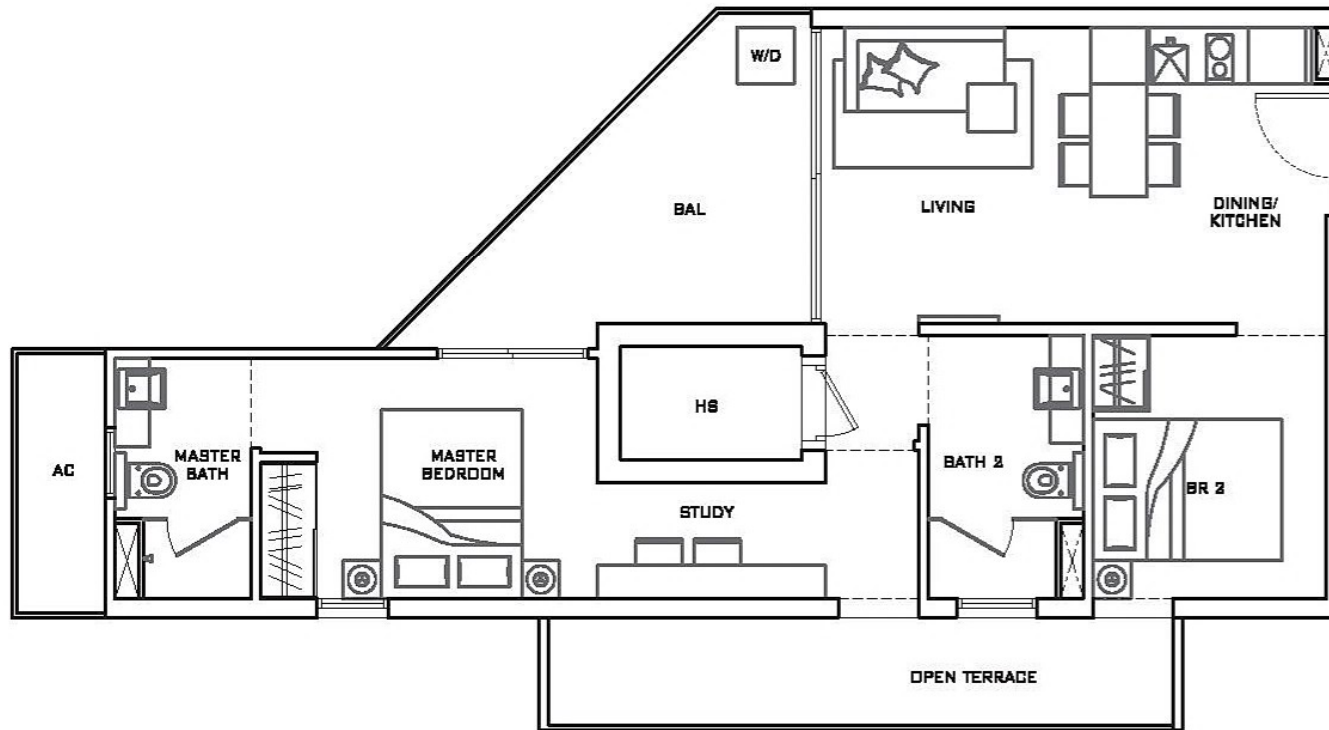 W/D
BAL
LIVING
DINING/
KITCHEN
AC
MASTER
BATH
MASTER
BEDROOM
HS
STUDY
BATH 2
BR 2
OPEN TERRACE